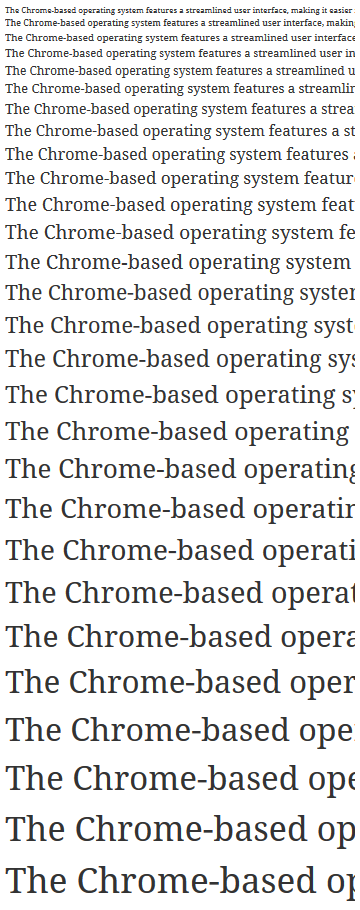 The Chrome-based operating system features a streamlined user interface, making it easier
The Chrome-based operating system features a streamlined user interface, making
The Chrome-based operating system features a streamlined user interface
The Chrome-based operating system features a streamlined user in
The Chrome-based operating system features a streamlined u
The Chrome-based operating system features a streamlin
The Chrome-based operating system features a strea
The Chrome-based operating system features a st
The Chrome-based operating system features a
The Chrome-based operating system featur
The Chrome-based operating system feat
The Chrome-based operating system fe
The Chrome-based operating system
The Chrome-based operating system
The Chrome-based operating syst
The Chrome-based operating sys
The Chrome-based operating sy
The Chrome-based operating
The Chrome-based operating
The Chrome-based operatin
The Chrome-based operati
The Chrome-based operat
The Chrome-based opera
The Chrome-based oper
The Chrome-based ope
The Chrome-based ope
The Chrome-based op
The Chrome-based op